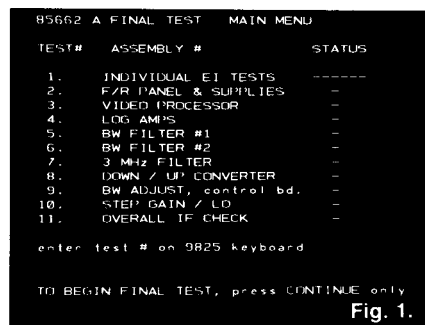 85662 A FINAL TEST MAIN MENU
TEST# ASSEMBLY # STATUS
1. INDIVIDUAL EI TESTS ------
2. F/R PANEL & SUPPLIES -
3. VIDEO PROCESSOR -
4. LOG AMPS -
5. BW FILTER #1 -
6. BW FILTER #2 -
7. 3 MHz FILTER -
8. DOWN / UP CONVERTER -
9. BW ADJUST, control bd. -
10. STEP GAIN / LO -
11. OVERALL IF CHECK -
enter test # on 9825 keyboard
TO BEGIN FINAL TEST, press CONTINUE only
Fig. 1.